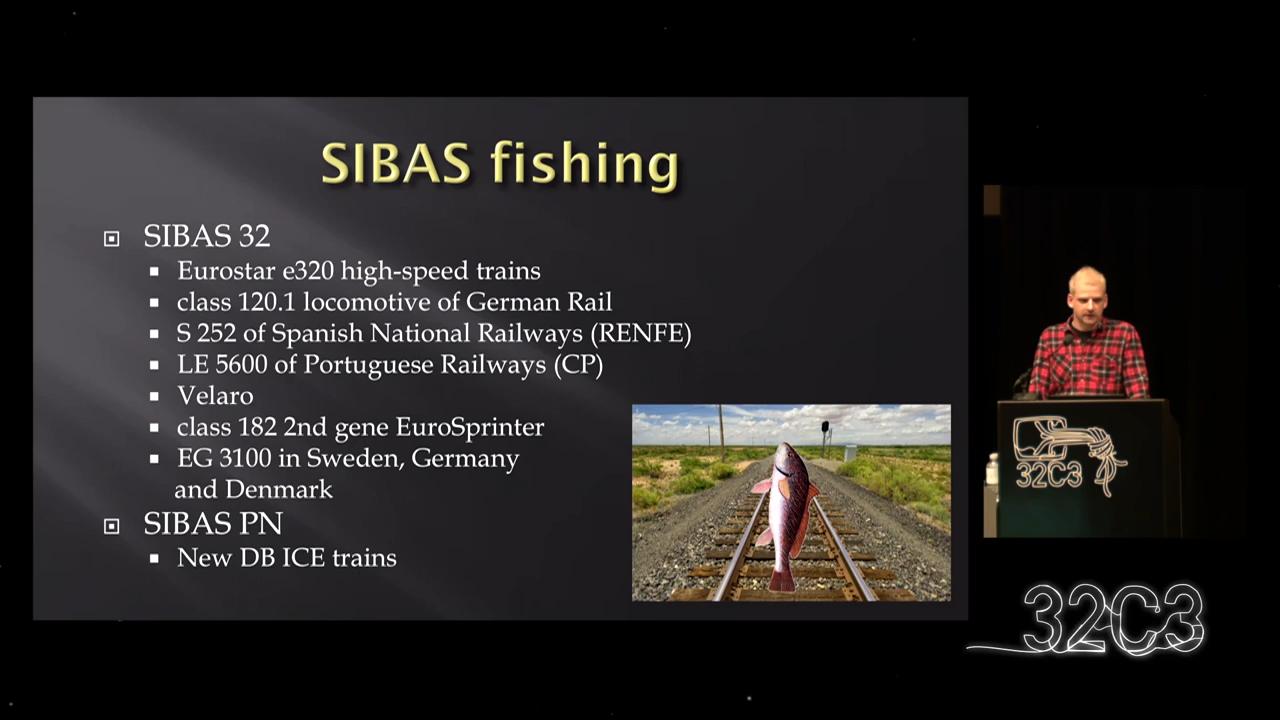 SIBAS fishing
SIBAS 32
Eurostar e320 high-speed trains
class 120.1 locomotive of German Rail
S 252 of Spanish National Railways (RENFE)
LE 5600 of Portuguese Railways (CP)
Velaro
class 182 2nd gene EuroSprinter
EG 3100 in Sweden, Germany
and Denmark
SIBAS PN
New DB ICE trains
32C3
32C3